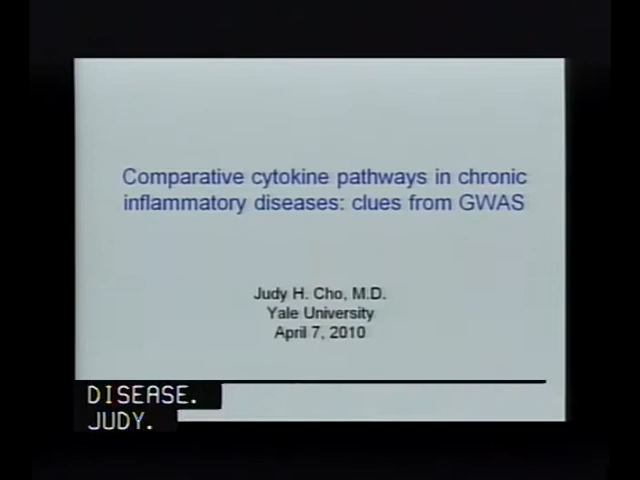 Comparative cytokine pathways in chronic
inflammatory diseases: clues from GWAS
Judy H. Cho, M.D.
Yale University
April 7, 2010
DISEASE.
JUDY.